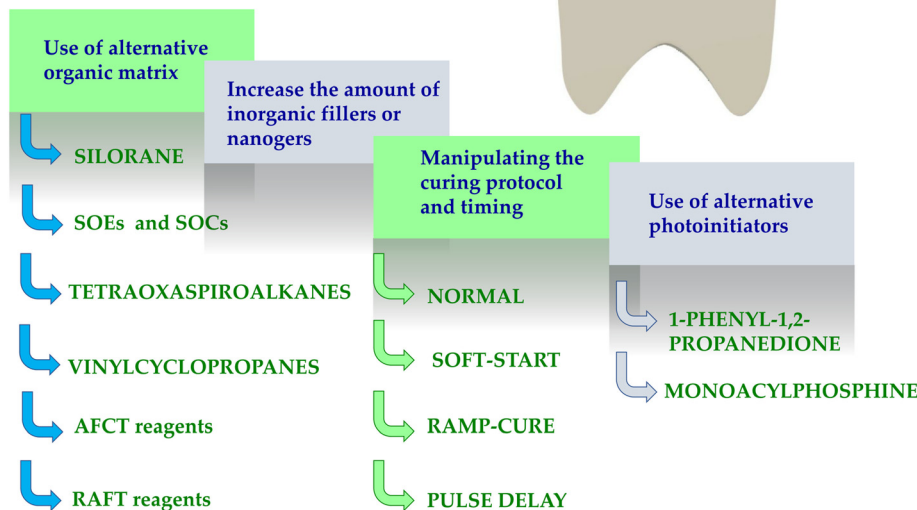 Use of alternative
organic matrix
SILORANE
SOEs and SOCs
TETRAOXASPIROALKANES
VINYLCYCLOPROPANES
AFCT reagents
RAFT reagents
Increase the amount of
inorganic fillers or
nanogers
Manipulating the
curing protocol
and timing
NORMAL
SOFT-START
RAMP-CURE
PULSE DELAY
Use of alternative
photoinitiators
1-PHENYL-1,2-
PROPANEDIONE
MONOACYLPHOSPHINE